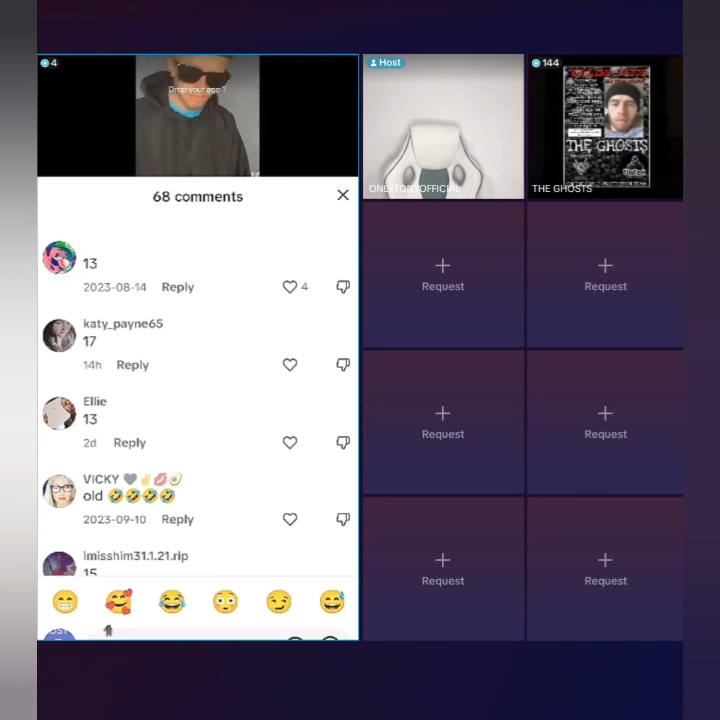 4
Drop your age ?
68 comments
13
2023-08-14 Reply
4
katy_payne65
17
14h Reply
Ellie
13
2d Reply
VICKY 🩶✌️💋🥑
old 🤣🤣🤣🤣
2023-09-10 Reply
imisshim31.1.21.rip
15
Host
ONLYTONYOFFICIAL
144
THE GHOSTS
THE GHOSTS
+ Request
+ Request
+ Request
+ Request
+ Request
+ Request